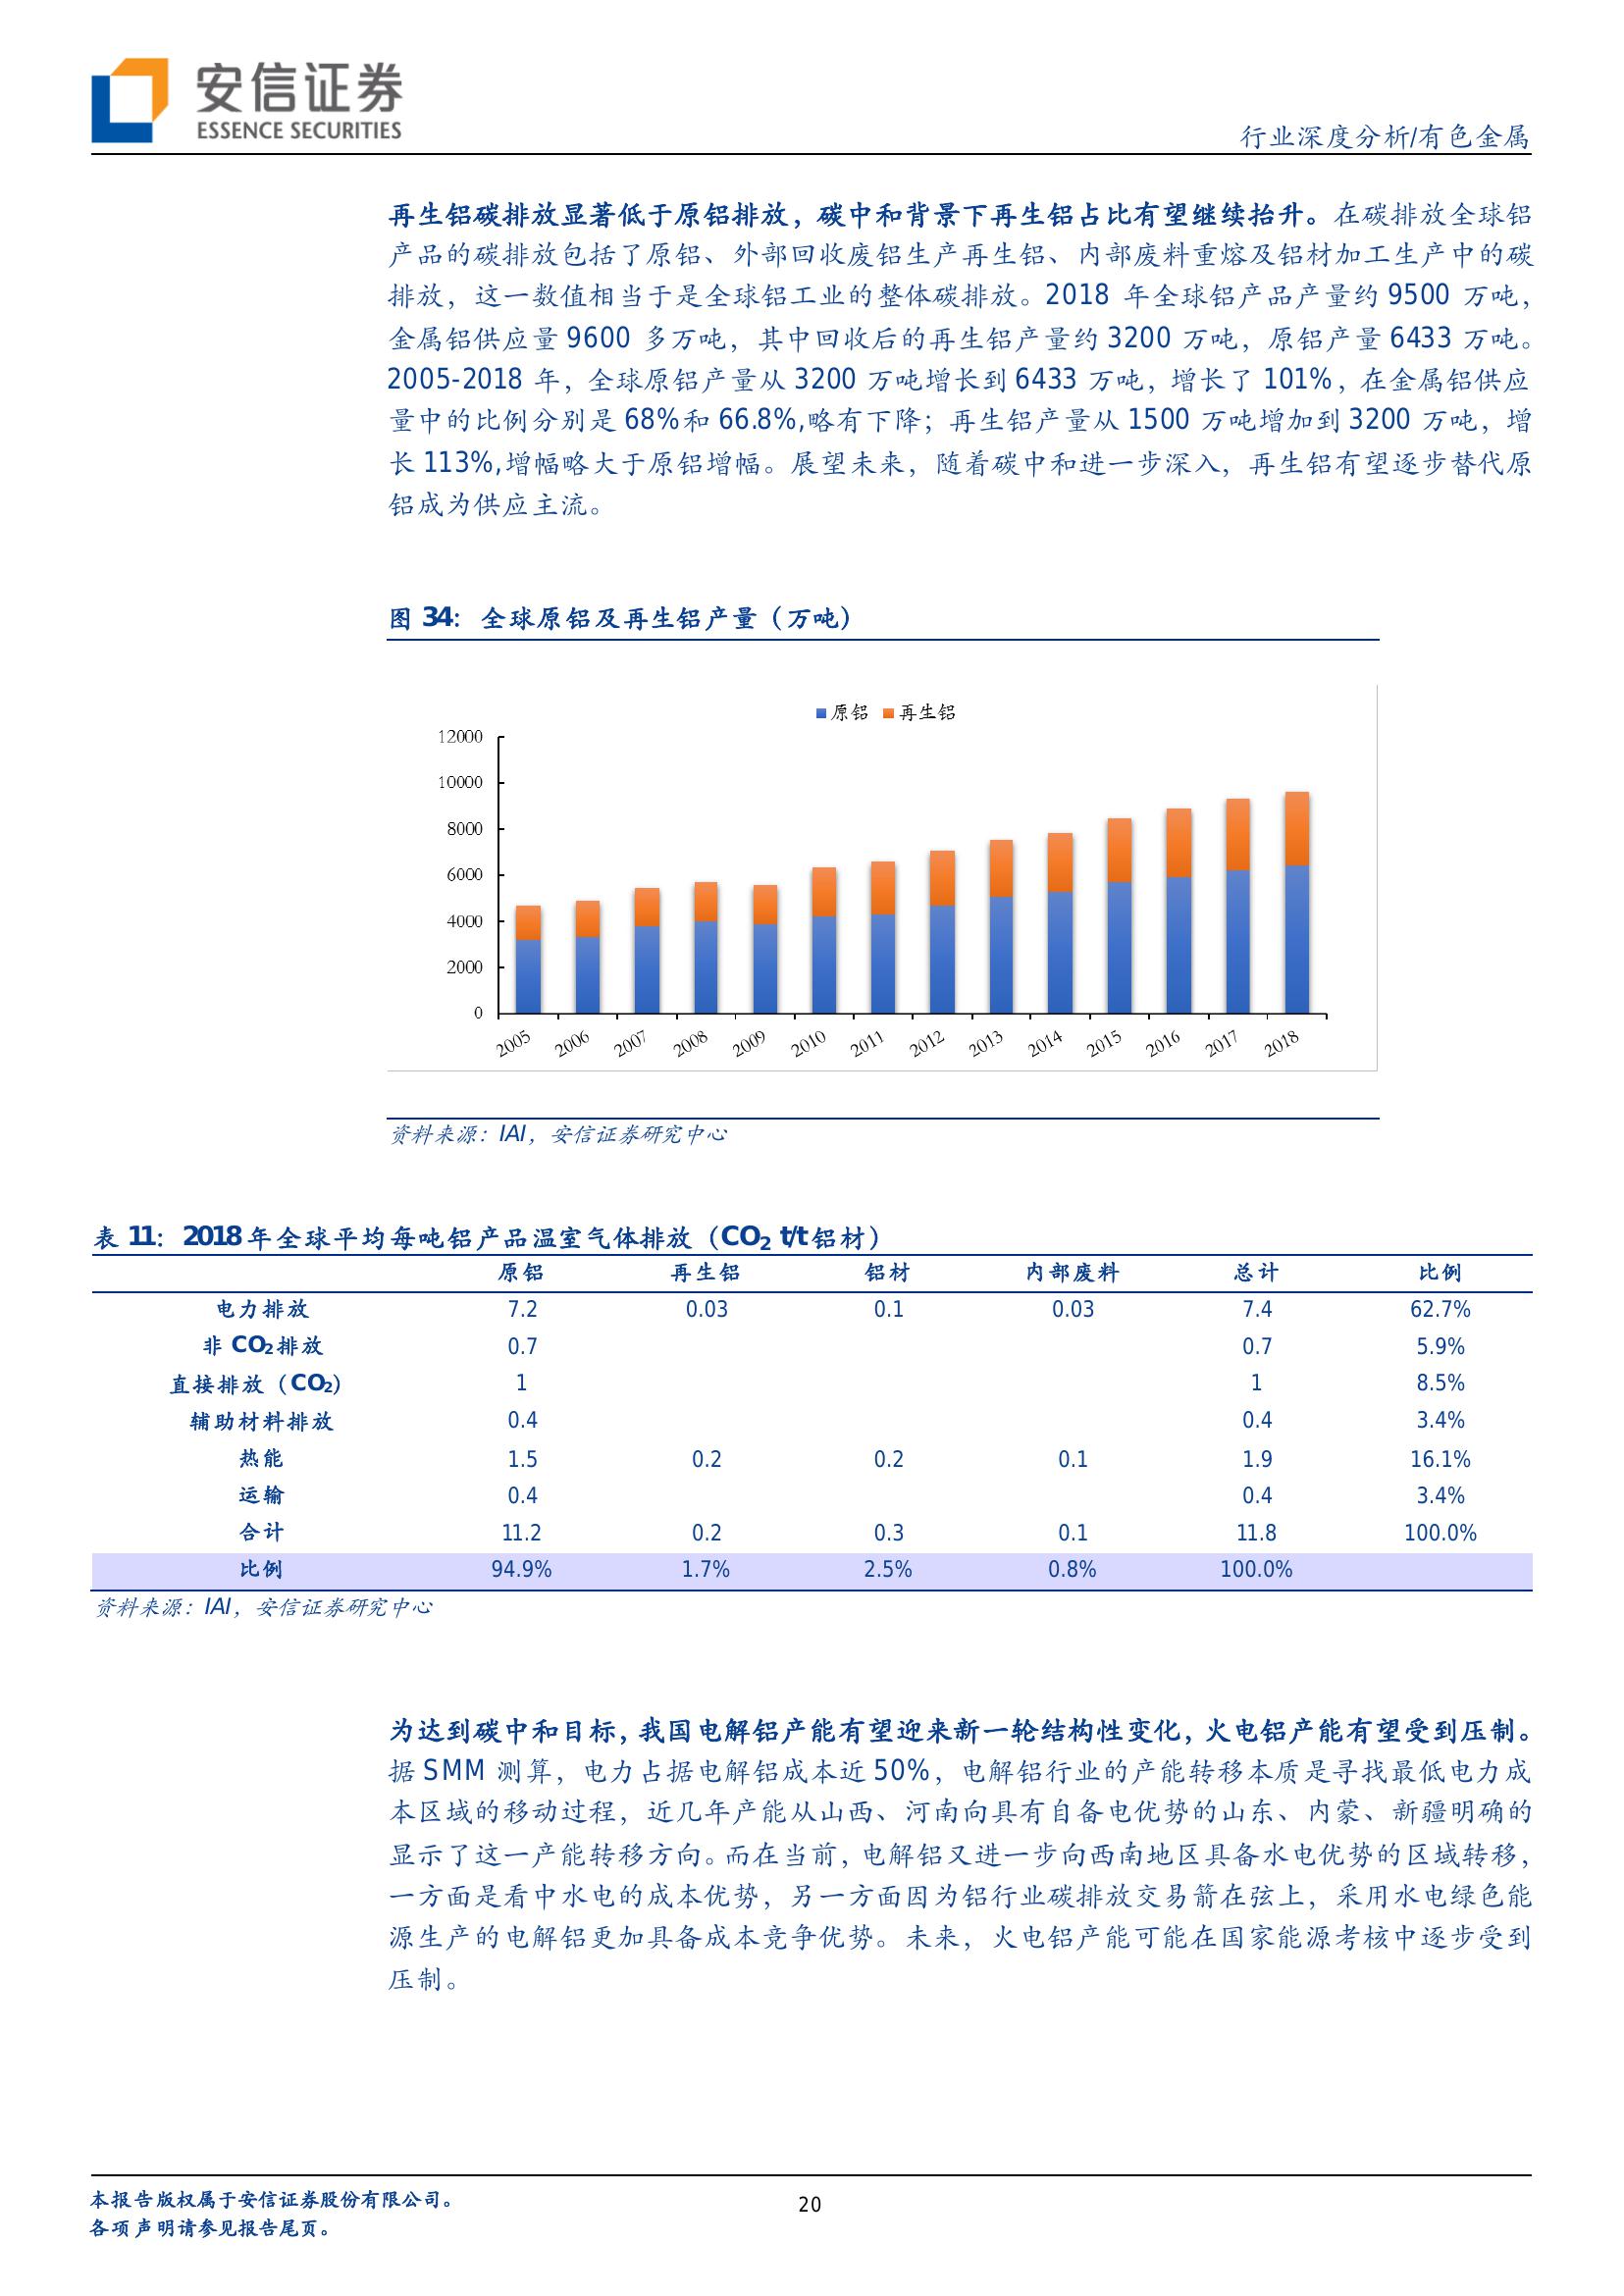 安信证券
ESSENCE SECURITIES
行业深度分析/有色金属
再生铝碳排放显著低于原铝排放，碳中和背景下再生铝占比有望继续抬升。在碳排放全球铝
产品的碳排放包括了原铝、外部回收废铝生产再生铝、内部废料重熔及铝材加工生产中的碳
排放，这一数值相当于是全球铝工业的整体碳排放。2018 年全球铝产品产量约 9500 万吨，
金属铝供应量 9600 多万吨，其中回收后的再生铝产量约 3200 万吨，原铝产量 6433 万吨。
2005-2018 年，全球原铝产量从 3200 万吨增长到 6433 万吨，增长了 101%，在金属铝供应
量中的比例分别是 68%和 66.8%,略有下降；再生铝产量从 1500 万吨增加到 3200 万吨，增
长 113%,增幅略大于原铝增幅。展望未来，随着碳中和进一步深入，再生铝有望逐步替代原
铝成为供应主流。
图 34：全球原铝及再生铝产量（万吨）
原铝 再生铝
12000
10000
8000
6000
4000
2000
0
2005 2006 2007 2008 2009 2010 2011 2012 2013 2014 2015 2016 2017 2018
资料来源：IAI，安信证券研究中心
表 11：2018 年全球平均每吨铝产品温室气体排放（CO₂ t/t 铝材）
原铝 再生铝 铝材 内部废料 总计 比例
电力排放 7.2 0.03 0.1 0.03 7.4 62.7%
非 CO₂ 排放 0.7 0.7 5.9%
直接排放（CO₂） 1 1 8.5%
辅助材料排放 0.4 0.4 3.4%
热能 1.5 0.2 0.2 0.1 1.9 16.1%
运输 0.4 0.4 3.4%
合计 11.2 0.2 0.3 0.1 11.8 100.0%
比例 94.9% 1.7% 2.5% 0.8% 100.0%
资料来源：IAI，安信证券研究中心
为达到碳中和目标，我国电解铝产能有望迎来新一轮结构性变化，火电铝产能有望受到压制。
据 SMM 测算，电力占据电解铝成本近 50%，电解铝行业的产能转移本质是寻找最低电力成
本区域的移动过程，近几年产能从山西、河南向具有自备电优势的山东、内蒙、新疆明确的
显示了这一产能转移方向。而在当前，电解铝又进一步向西南地区具备水电优势的区域转移，
一方面是看中水电的成本优势，另一方面因为铝行业碳排放交易箭在弦上，采用水电绿色能
源生产的电解铝更加具备成本竞争优势。未来，火电铝产能可能在国家能源考核中逐步受到
压制。
本报告版权属于安信证券股份有限公司。
20
各项声明请参见报告尾页。